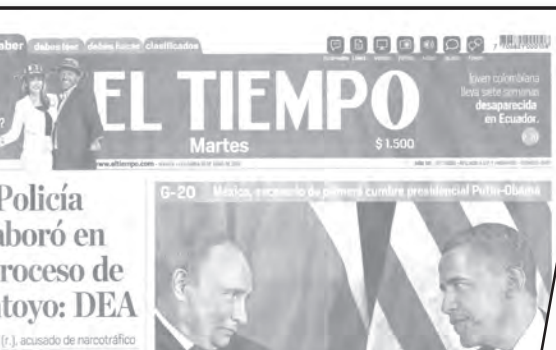 aber debes leer debes hacer clasificados
EL TIEMPO
Martes
$1.500
Joven colombiana
lleva siete semanas
desaparecida
en Ecuador.
www.eltiempo.com
Policía
aboró en
roceso de
toyo: DEA
(r.), acusado de narcotráfico
G-20 México, escenario de primera cumbre presidencial Putin-Obama